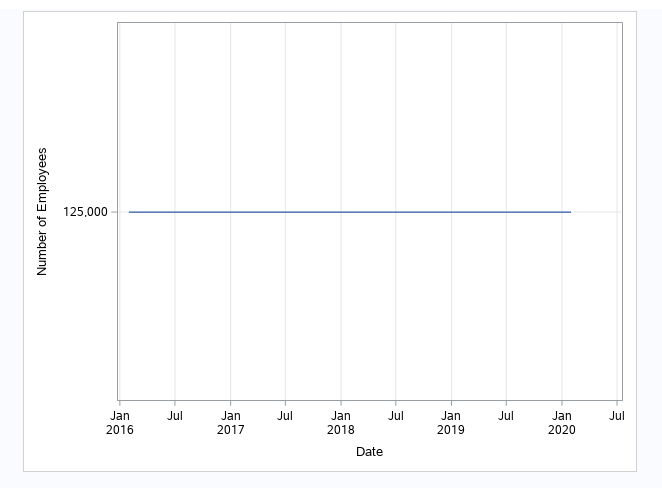 Number of Employees
125,000
Jan Jul Jan Jul Jan Jul Jan Jul Jan Jul
2016 2017 2018 2019 2020
Date